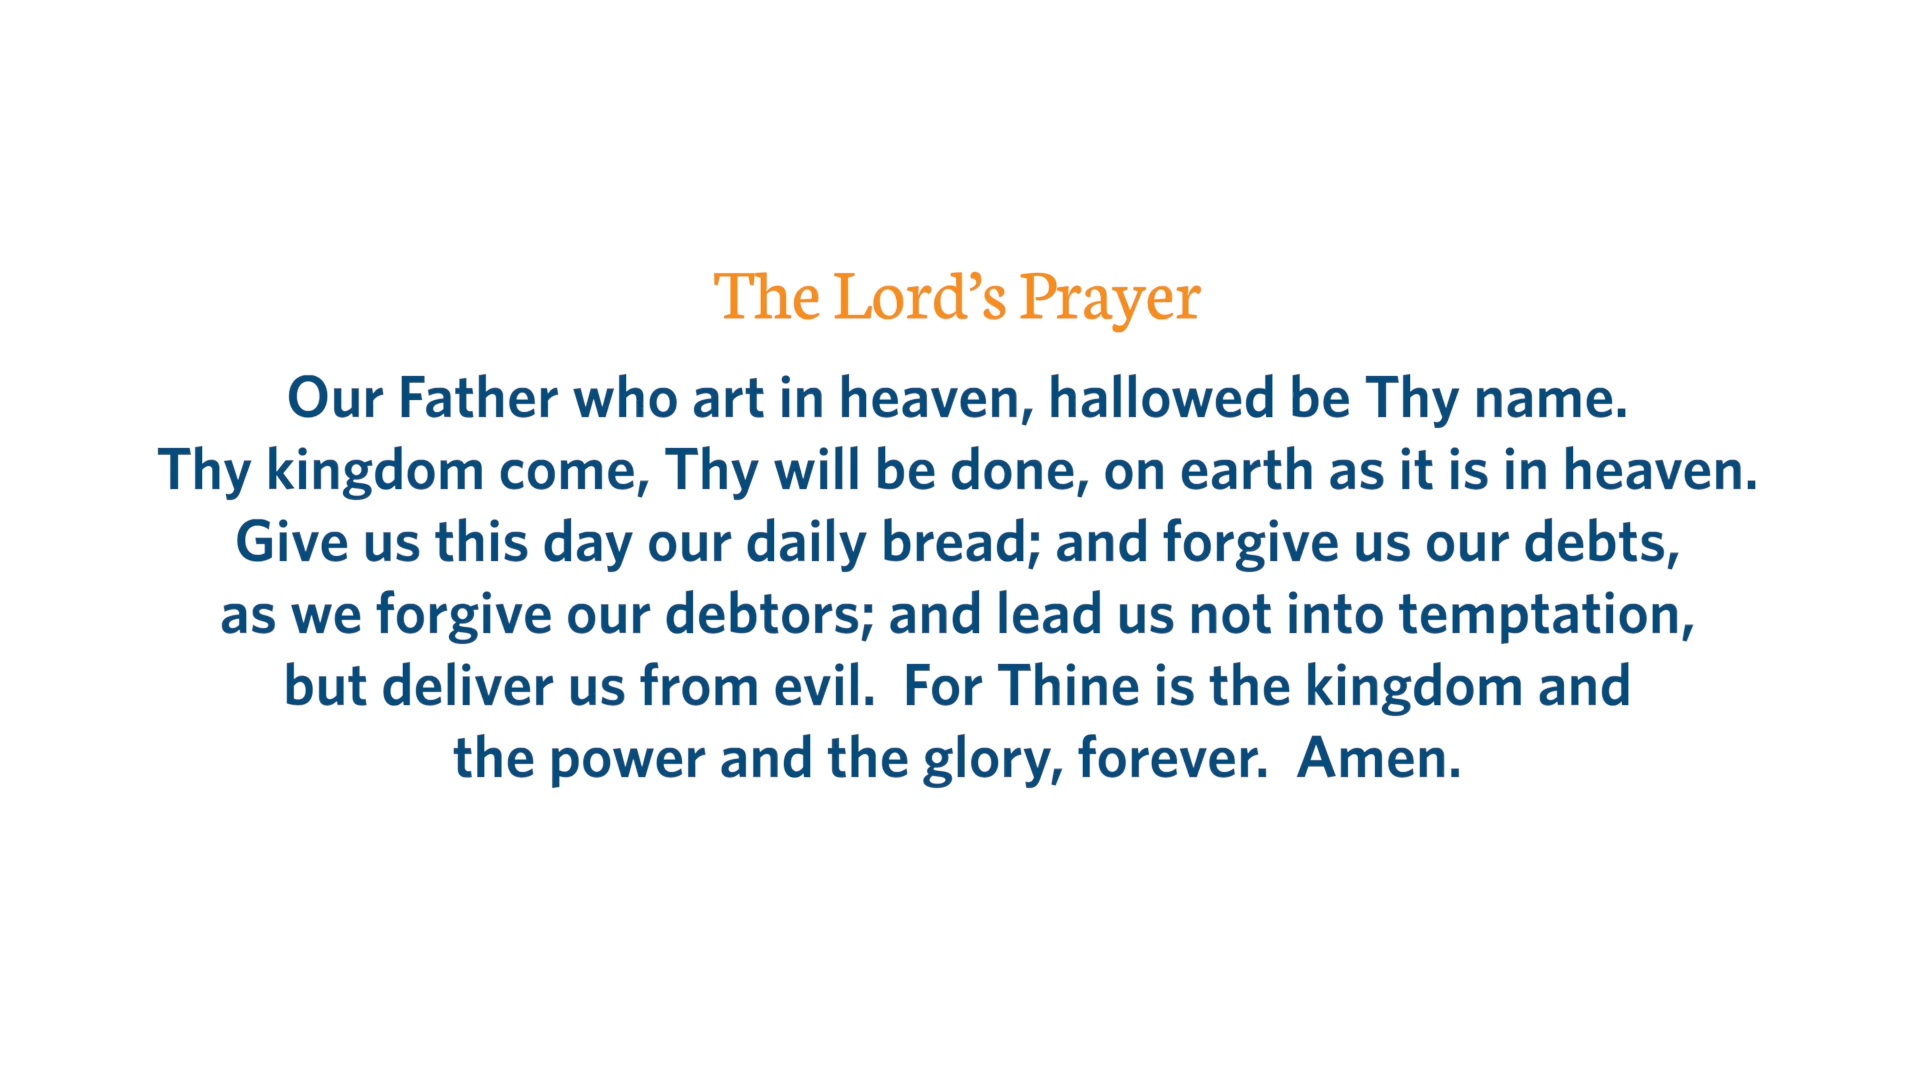 The Lord’s Prayer
Our Father who art in heaven, hallowed be Thy name.
Thy kingdom come, Thy will be done, on earth as it is in heaven.
Give us this day our daily bread; and forgive us our debts,
as we forgive our debtors; and lead us not into temptation,
but deliver us from evil.  For Thine is the kingdom and
the power and the glory, forever.  Amen.